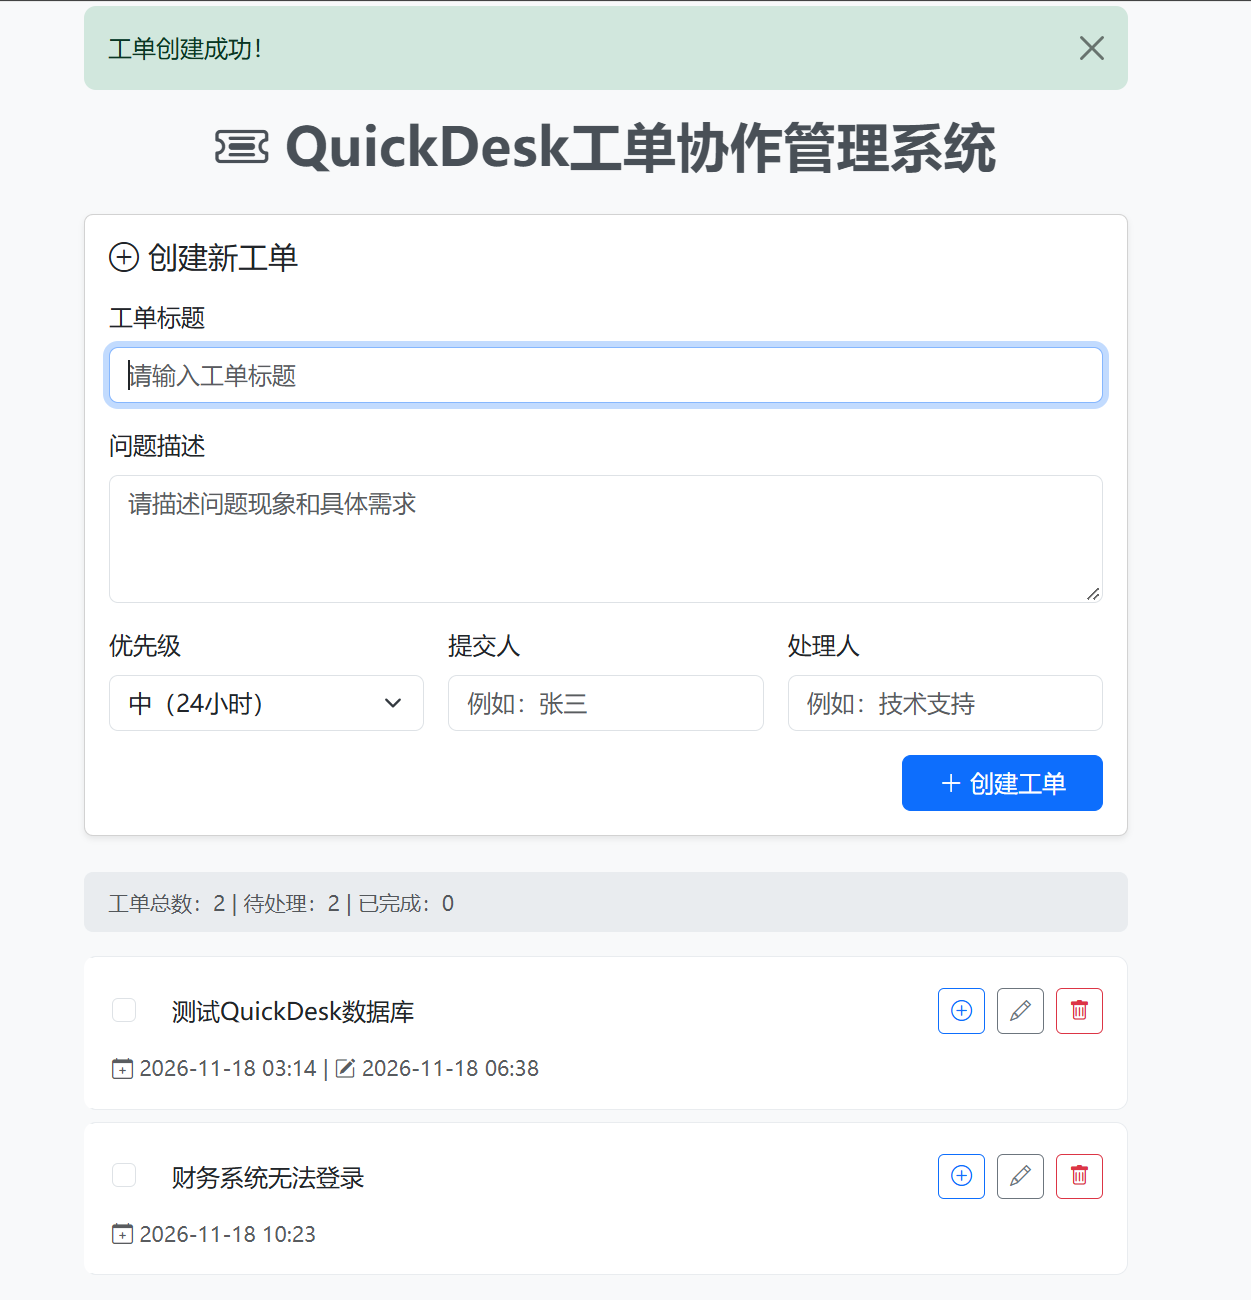 工单创建成功！
QuickDesk工单协作管理系统
创建新工单
工单标题
请输入工单标题
问题描述
请描述问题现象和具体需求
优先级 提交人 处理人
中（24小时） 例如：张三 例如：技术支持
创建工单
工单总数：2 | 待处理：2 | 已完成：0
测试QuickDesk数据库
2026-11-18 03:14 | 2026-11-18 06:38
财务系统无法登录
2026-11-18 10:23